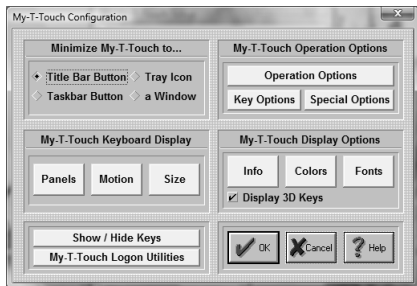 My-T-Touch Configuration
Minimize My-T-Touch to...
Title Bar Button Tray Icon
Taskbar Button a Window
My-T-Touch Operation Options
Operation Options
Key Options Special Options
My-T-Touch Keyboard Display
Panels Motion Size
My-T-Touch Display Options
Info Colors Fonts
Display 3D Keys
Show / Hide Keys
My-T-Touch Logon Utilities
OK Cancel Help